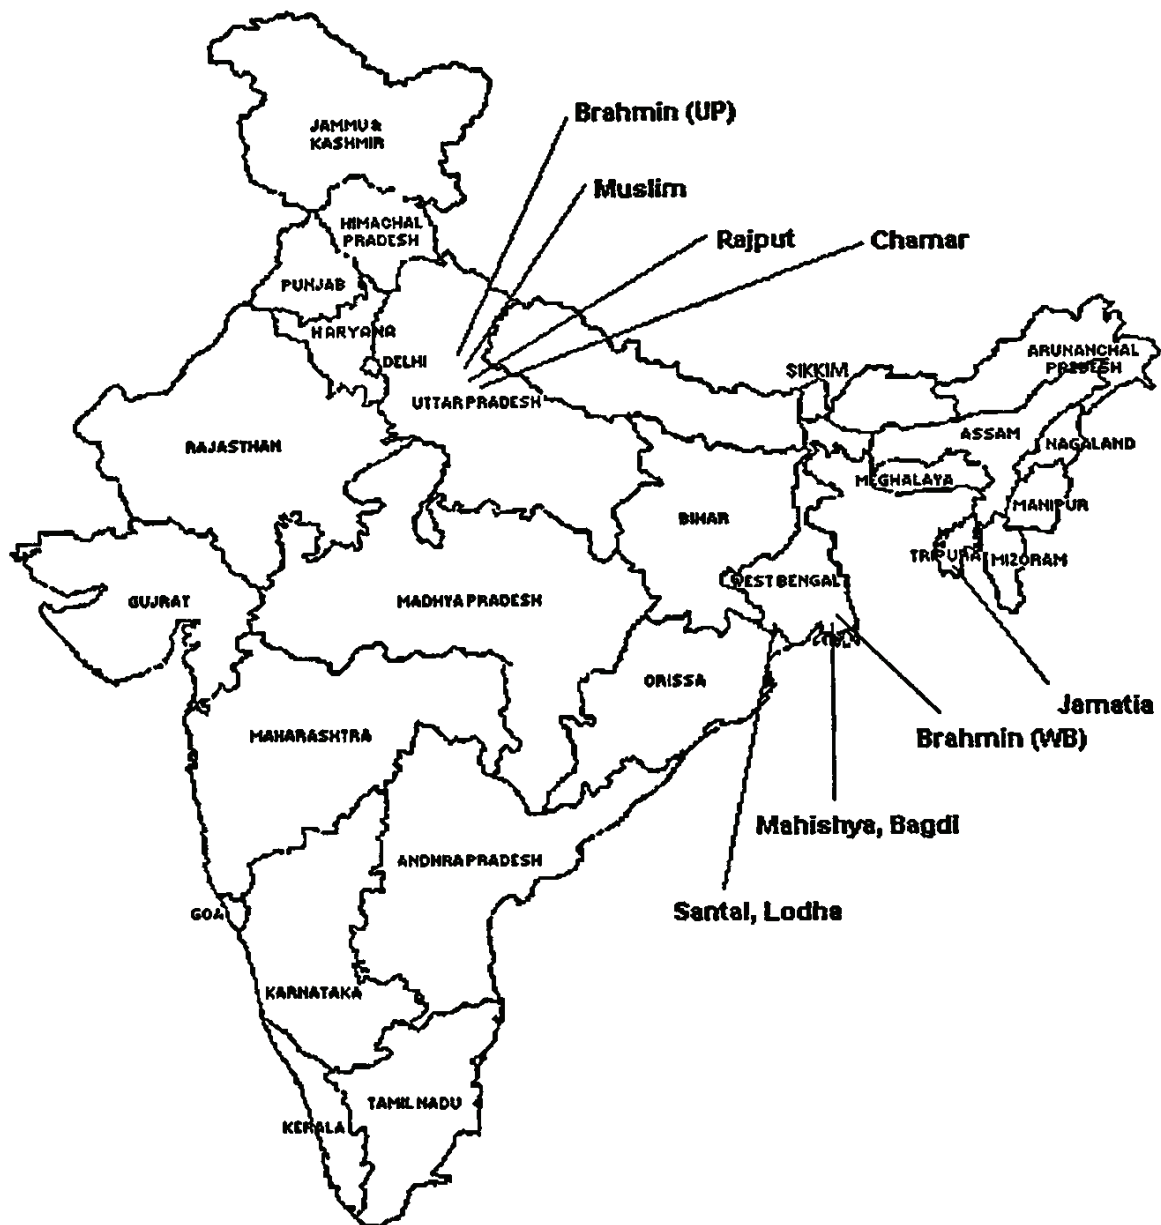 Brahmin (UP)
JAMMU &
KASHMIR
Muslim
HIMACHAL
PRADESH
Rajput
Chamar
PUNJAB
HARYANA
DELHI
SIKKIM
ARUNANCHAL
PRADESH
UTTAR PRADESH
RAJASTHAN
ASSAM
NAGALAND
MEGHALAYA
MANIPUR
BIHAR
TRIPURA
MIZORAM
GUJRAT
MADHYA PRADESH
WEST BENGAL
ORISSA
Jamatia
MAHARASHTRA
Brahmin (WB)
Mahishya, Bagdi
ANDHRA PRADESH
Santal, Lodha
GOA
KARNATAKA
TAMIL NADU
KERALA